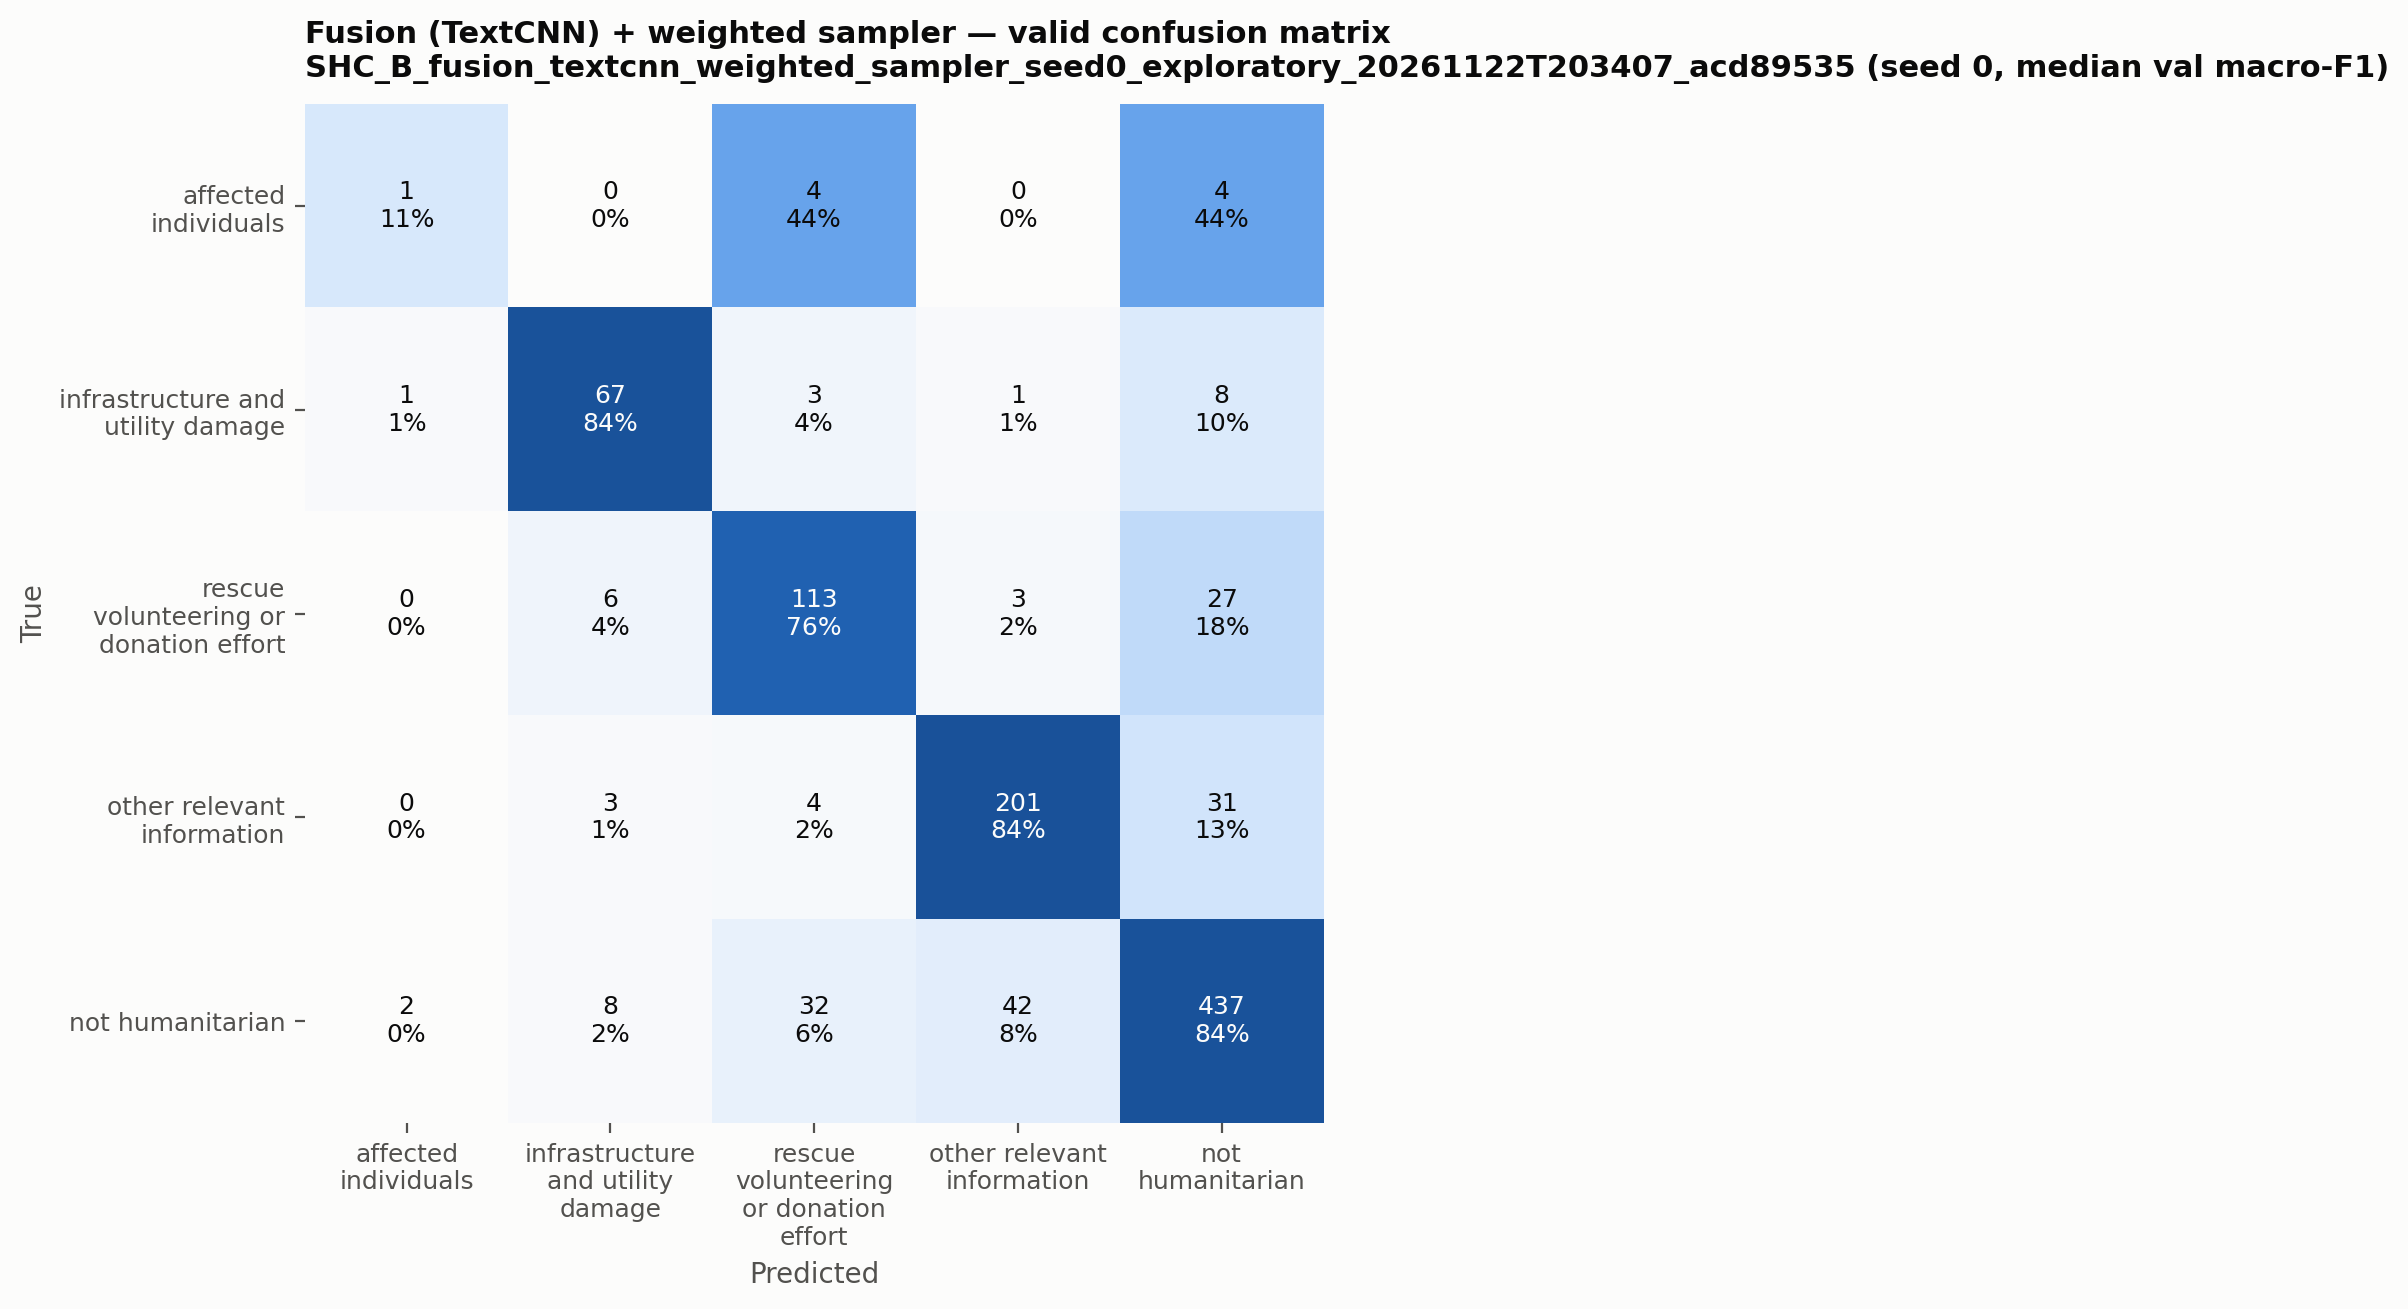 Fusion (TextCNN) + weighted sampler — valid confusion matrix
SHC_B_fusion_textcnn_weighted_sampler_seed0_exploratory_20261122T203407_acd89535 (seed 0, median val macro-F1)
affected
individuals
1
0
4
0
4
11%
0%
44%
0%
44%
infrastructure and
utility damage
1
67
3
1
8
1%
84%
4%
1%
10%
True
rescue
volunteering or
donation effort
0
6
113
3
27
0%
4%
76%
2%
18%
other relevant
information
0
3
4
201
31
0%
1%
2%
84%
13%
not humanitarian
2
8
32
42
437
0%
2%
6%
8%
84%
affected
individuals
infrastructure
and utility
damage
rescue
volunteering
or donation
effort
other relevant
information
not
humanitarian
Predicted